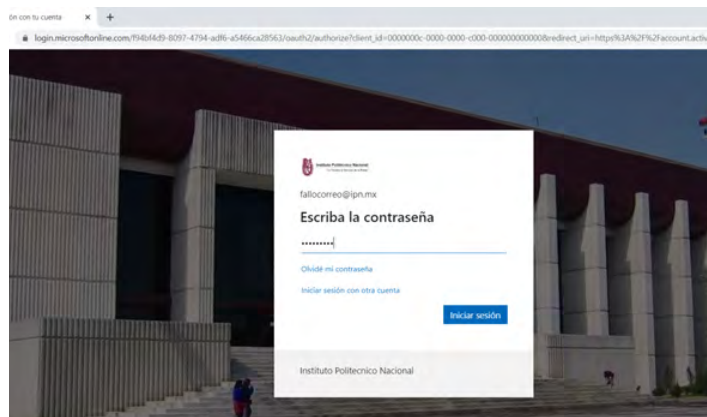 ón con tu cuenta
login.microsoftonline.com/f94bf4d9-8097-4794-adf6-a5466ca28563/oauth2/authorize?client_id=0000000c-0000-0000-c000-000000000000&redirect_uri=https%3A%2F%2Faccount.activ
Instituto Politécnico Nacional
fallocorreo@ipn.mx
Escriba la contraseña
Olvidé mi contraseña
Iniciar sesión con otra cuenta
Iniciar sesión
Instituto Politecnico Nacional